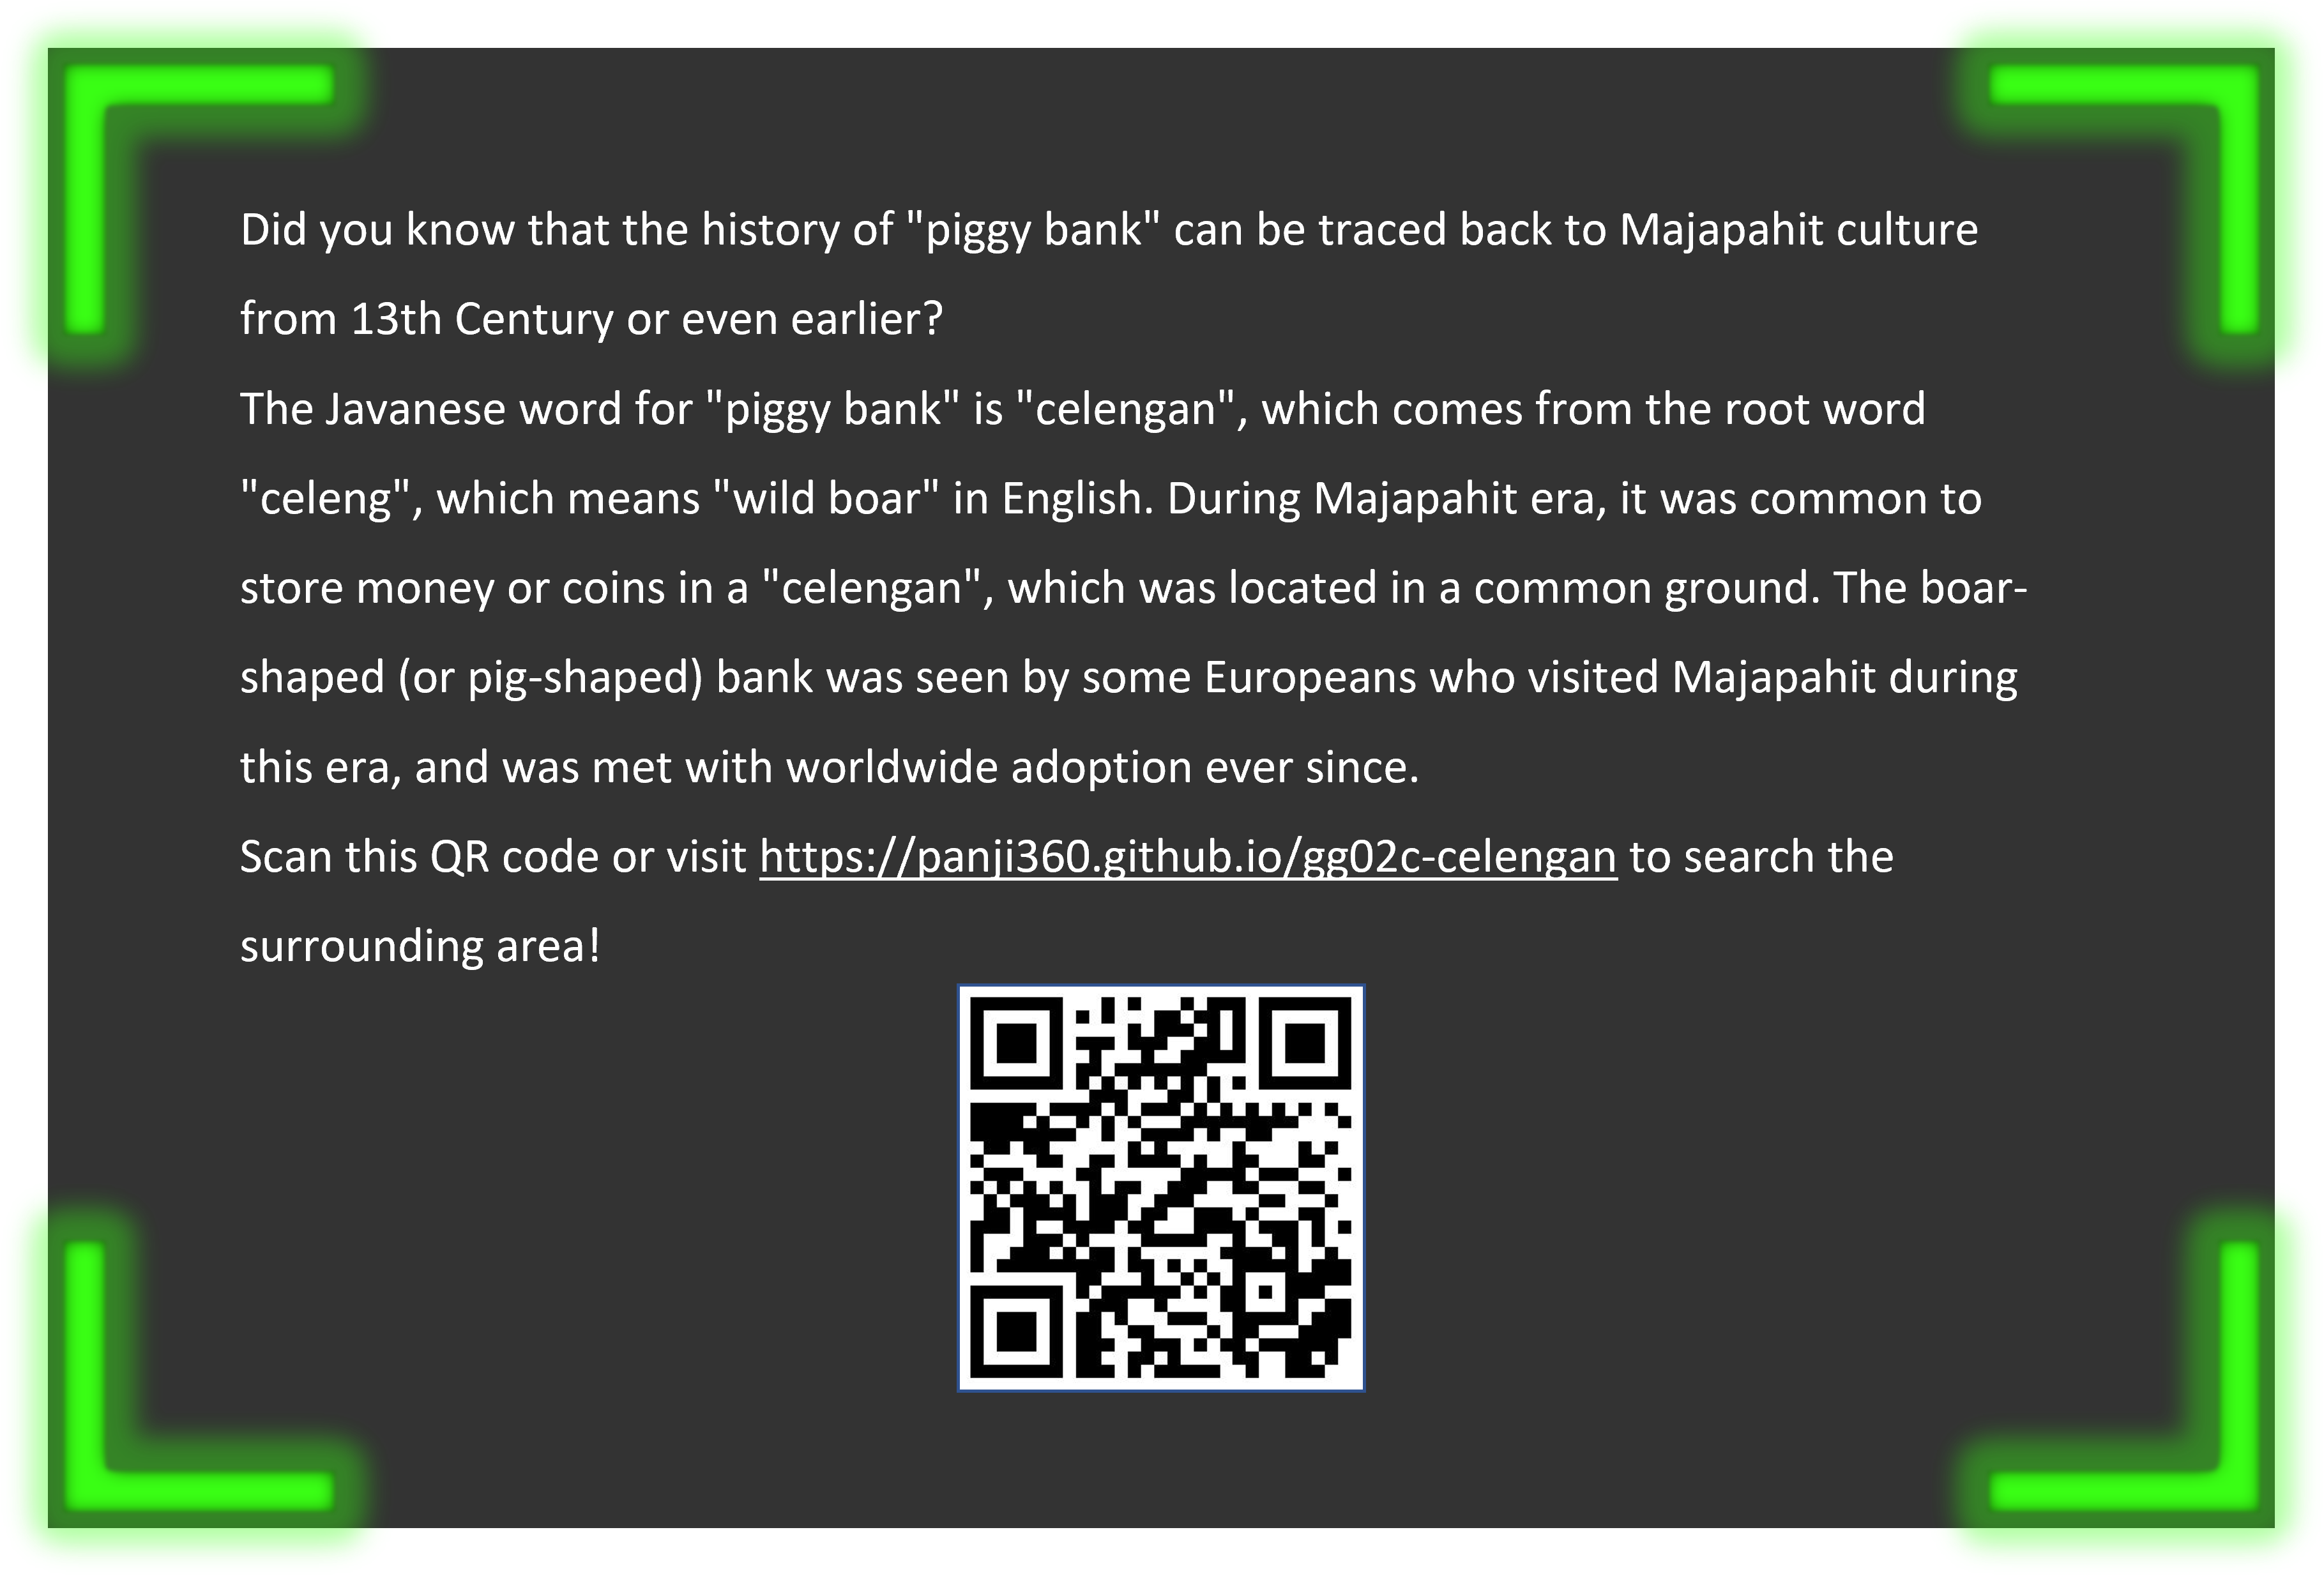 Did you know that the history of "piggy bank" can be traced back to Majapahit culture
from 13th Century or even earlier?
The Javanese word for "piggy bank" is "celengan", which comes from the root word
"celeng", which means "wild boar" in English. During Majapahit era, it was common to
store money or coins in a "celengan", which was located in a common ground. The boar-
shaped (or pig-shaped) bank was seen by some Europeans who visited Majapahit during
this era, and was met with worldwide adoption ever since.
Scan this QR code or visit https://panji360.github.io/gg02c-celengan to search the
surrounding area!